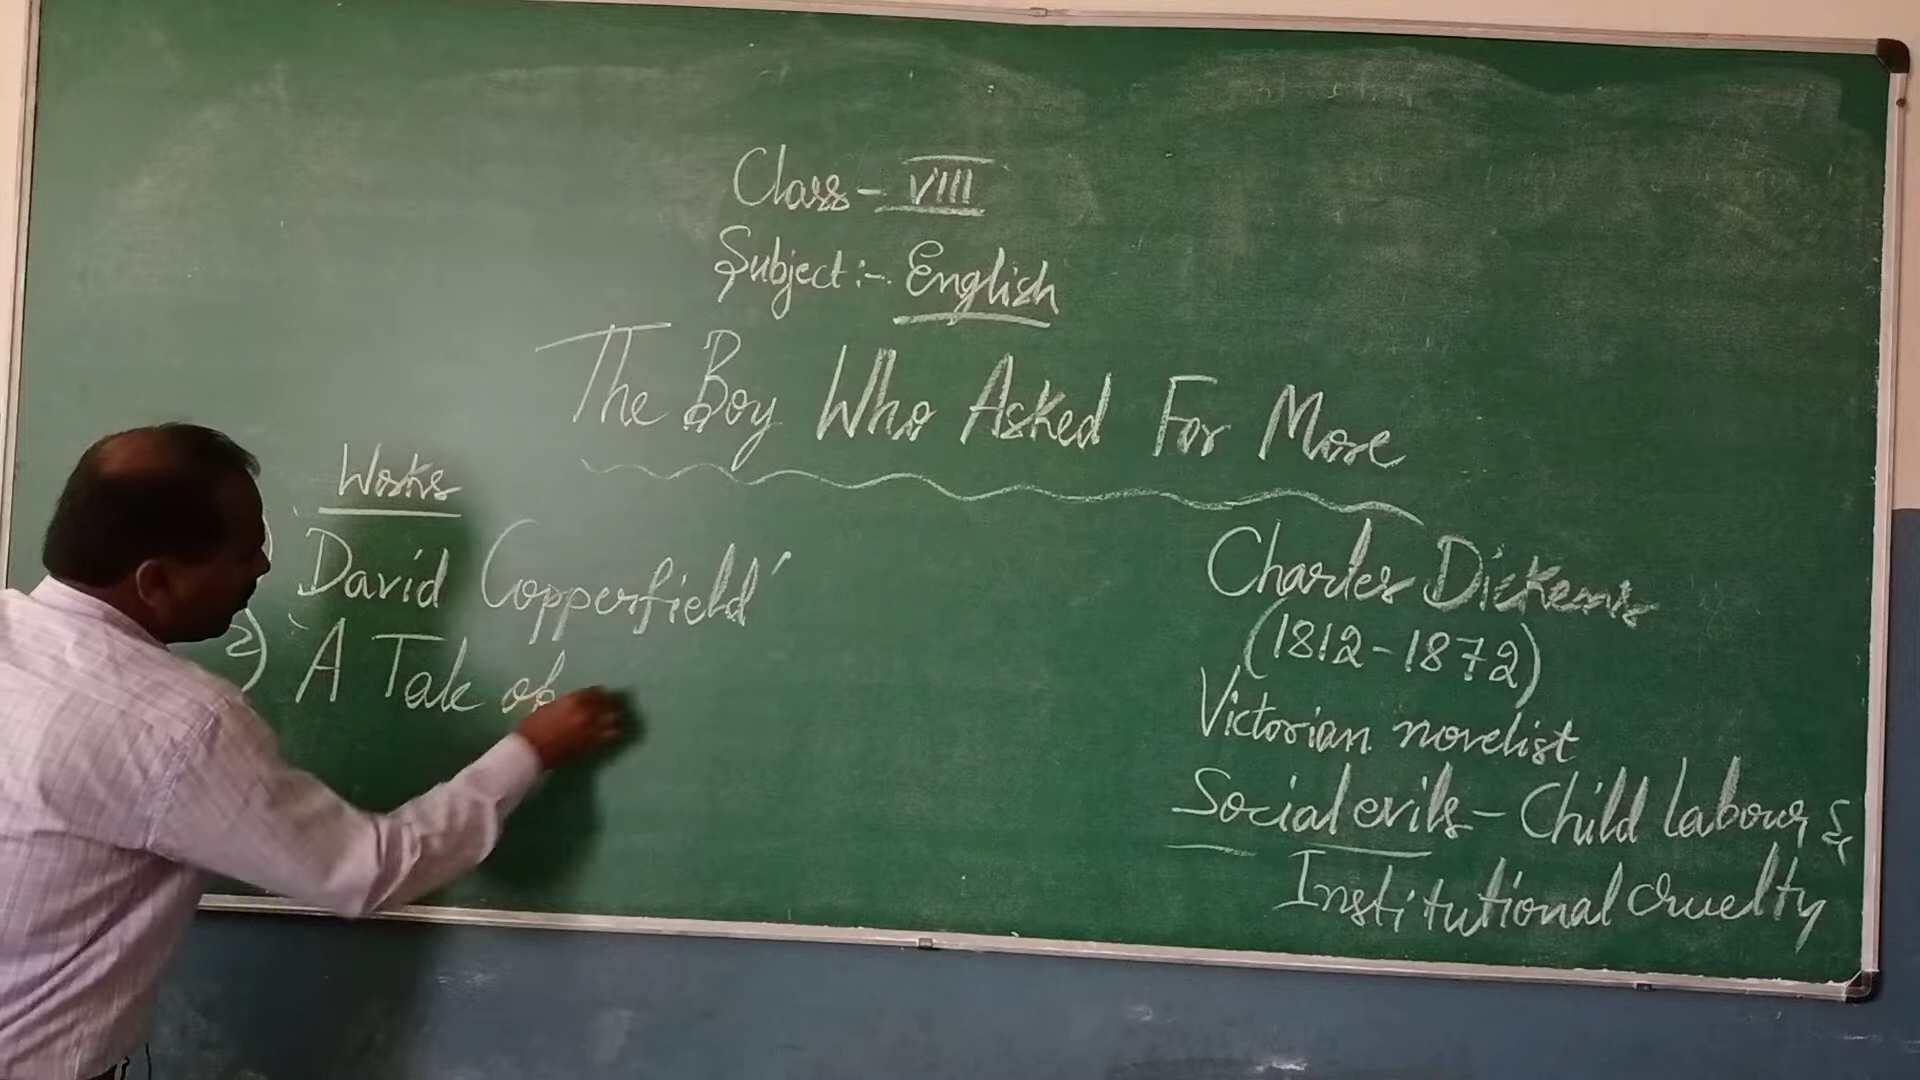 Class - VIII
Subject :- English
The Boy Who Asked For More
Works
) 'David Copperfield'
2) 'A Tale of
Charles Dickens
(1812-1872)
Victorian novelist
Social evils - Child labour &
Institutional cruelty